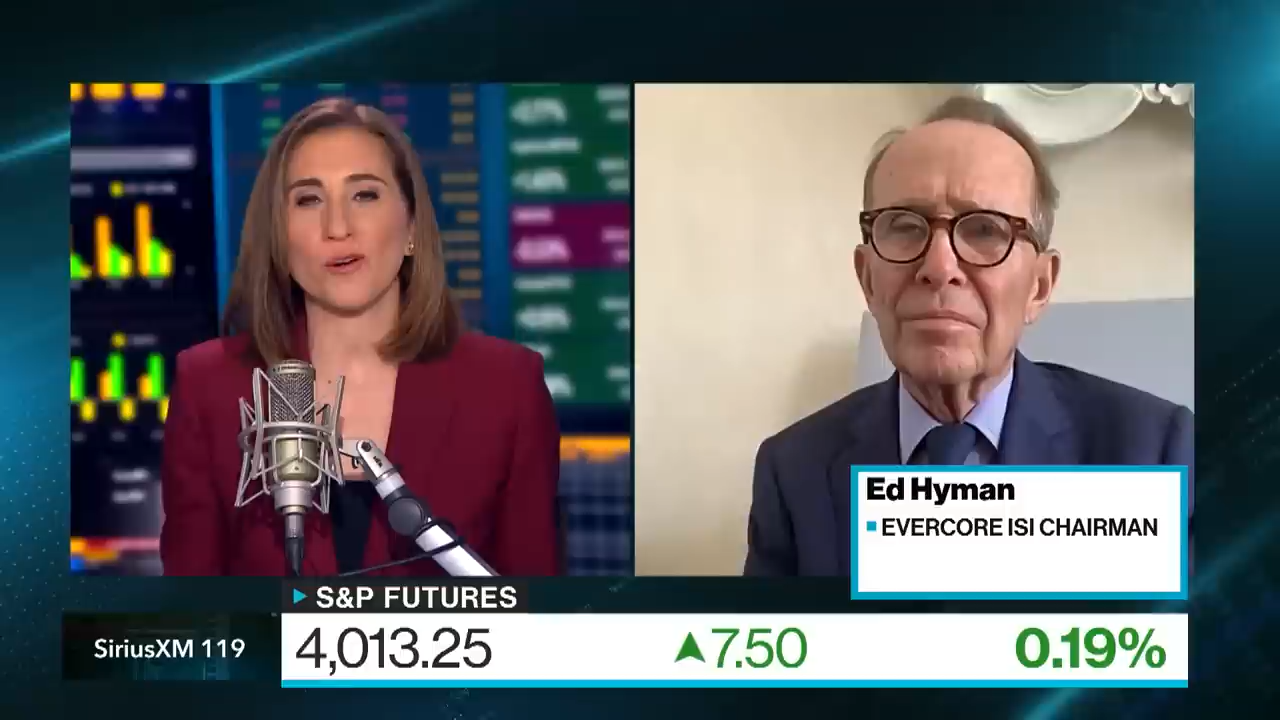 Ed Hyman
EVERCORE ISI CHAIRMAN
S&P FUTURES
SiriusXM 119
4,013.25
7.50
0.19%